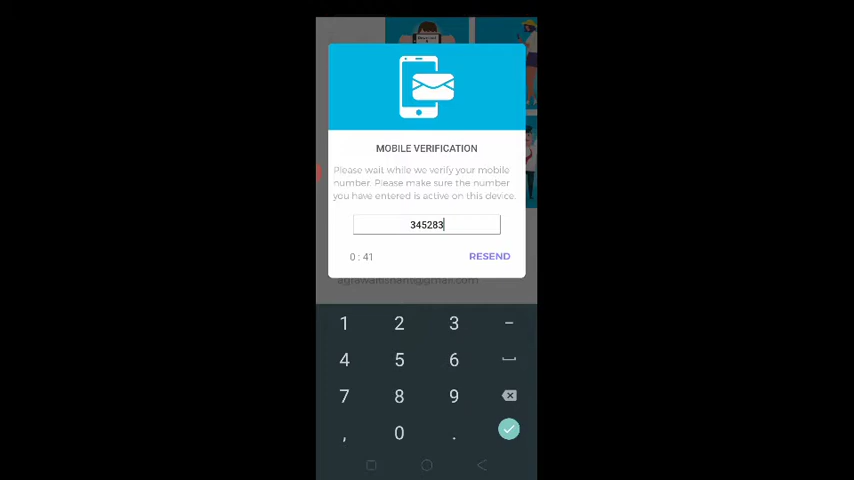 MOBILE VERIFICATION
Please wait while we verify your mobile
number. Please make sure the number
you have entered is active on this device.
345283
0 : 41
RESEND
1 2 3 –
4 5 6
7 8 9
, 0 .